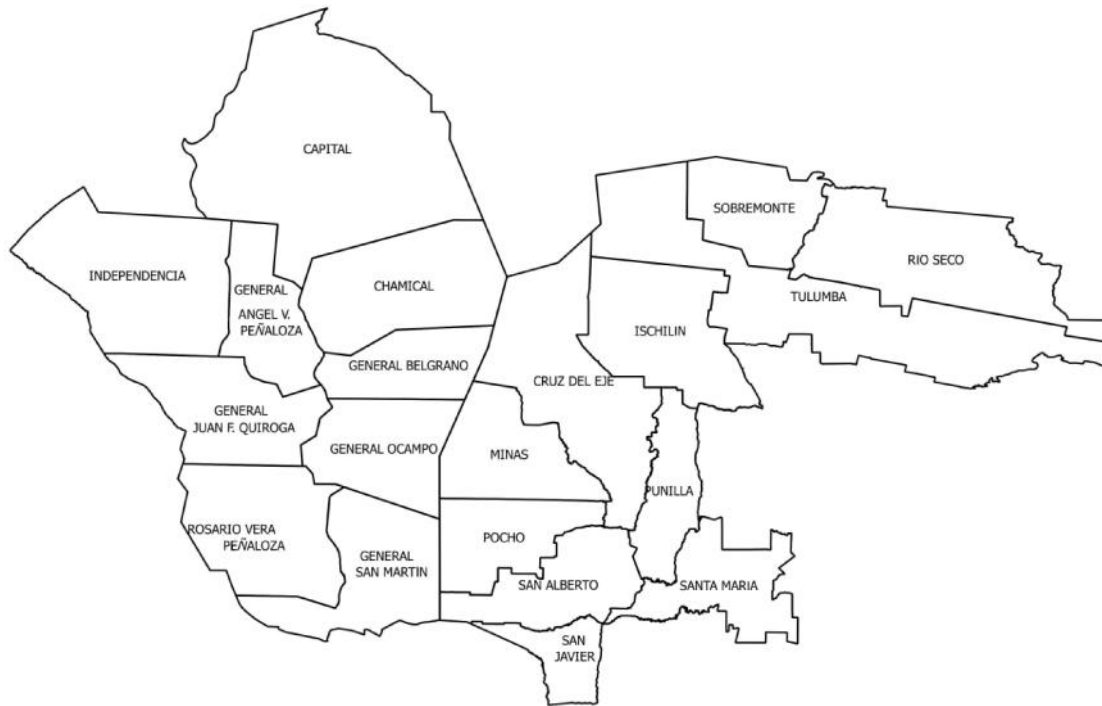 CAPITAL
SOBREMONTE
RIO SECO
INDEPENDENCIA
GENERAL
ANGEL V.
PEÑALOZA
CHAMICAL
TULUMBA
ISCHILIN
GENERAL BELGRANO
CRUZ DEL EJE
GENERAL
JUAN F. QUIROGA
GENERAL OCAMPO
MINAS
PUNILLA
ROSARIO VERA
PEÑALOZA
POCHO
GENERAL
SAN MARTIN
SAN ALBERTO
SANTA MARIA
SAN
JAVIER